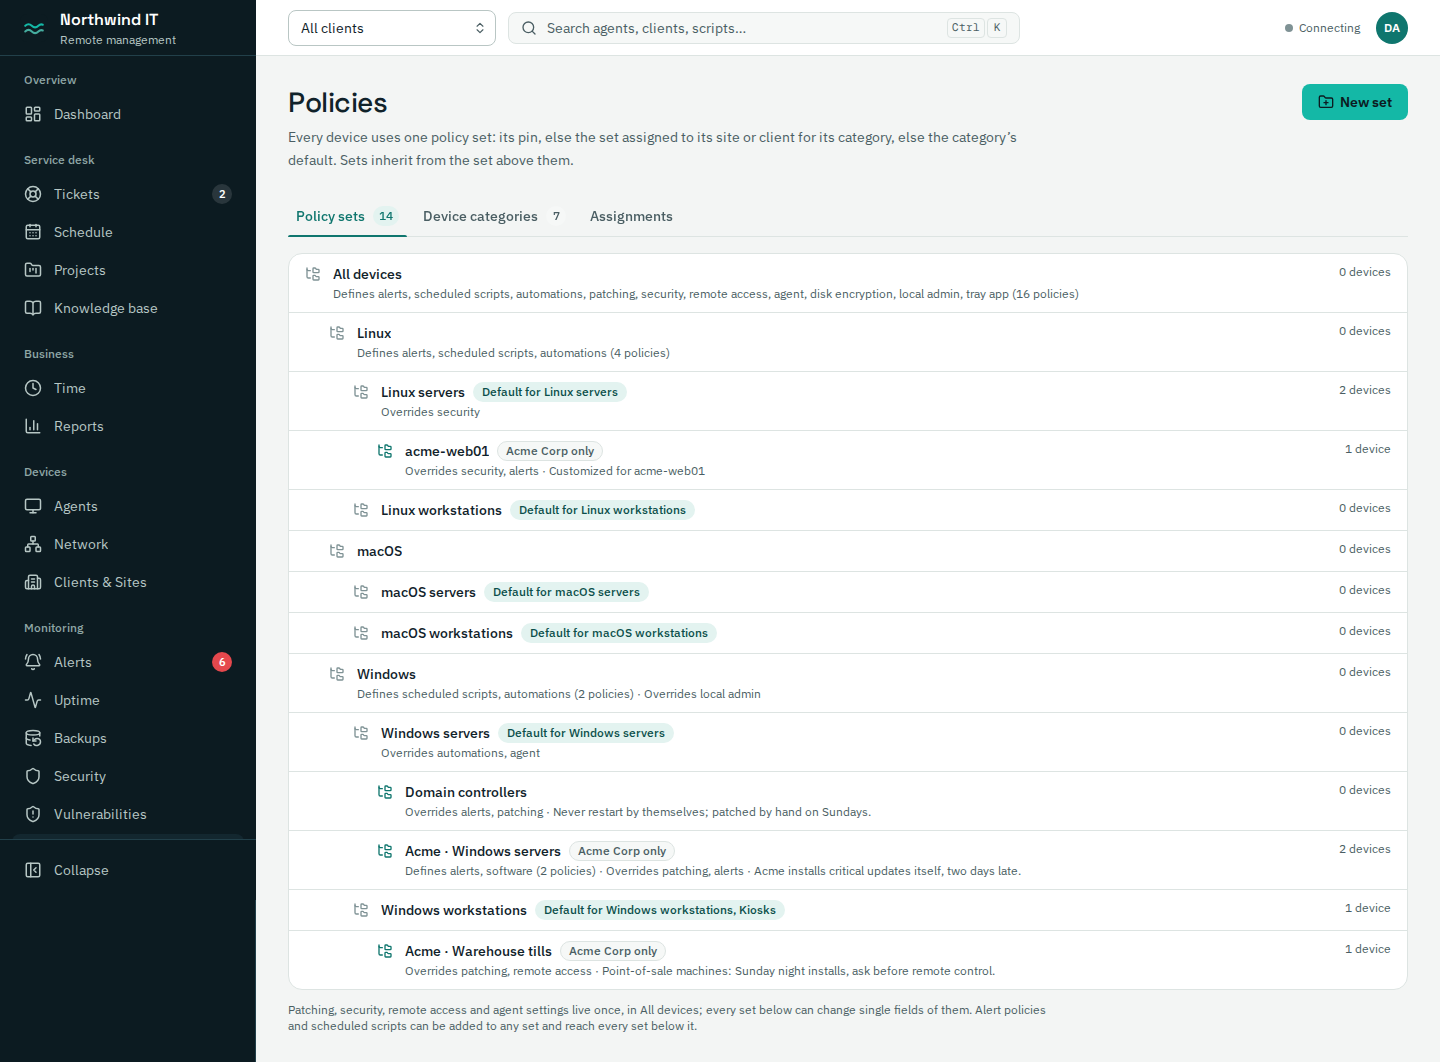 Northwind IT
Remote management
Overview
Dashboard
Service desk
Tickets 2
Schedule
Projects
Knowledge base
Business
Time
Reports
Devices
Agents
Network
Clients & Sites
Monitoring
Alerts 6
Uptime
Backups
Security
Vulnerabilities
Collapse
All clients
Search agents, clients, scripts... Ctrl K
Connecting
DA
Policies
New set
Every device uses one policy set: its pin, else the set assigned to its site or client for its category, else the category’s
default. Sets inherit from the set above them.
Policy sets 14
Device categories 7
Assignments
All devices 0 devices
Defines alerts, scheduled scripts, automations, patching, security, remote access, agent, disk encryption, local admin, tray app (16 policies)
Linux 0 devices
Defines alerts, scheduled scripts, automations (4 policies)
Linux servers Default for Linux servers 2 devices
Overrides security
acme-web01 Acme Corp only 1 device
Overrides security, alerts · Customized for acme-web01
Linux workstations Default for Linux workstations 0 devices
macOS 0 devices
macOS servers Default for macOS servers 0 devices
macOS workstations Default for macOS workstations 0 devices
Windows 0 devices
Defines scheduled scripts, automations (2 policies) · Overrides local admin
Windows servers Default for Windows servers 0 devices
Overrides automations, agent
Domain controllers 0 devices
Overrides alerts, patching · Never restart by themselves; patched by hand on Sundays.
Acme · Windows servers Acme Corp only 2 devices
Defines alerts, software (2 policies) · Overrides patching, alerts · Acme installs critical updates itself, two days late.
Windows workstations Default for Windows workstations, Kiosks 1 device
Acme · Warehouse tills Acme Corp only 1 device
Overrides patching, remote access · Point-of-sale machines: Sunday night installs, ask before remote control.
Patching, security, remote access and agent settings live once, in All devices; every set below can change single fields of them. Alert policies
and scheduled scripts can be added to any set and reach every set below it.